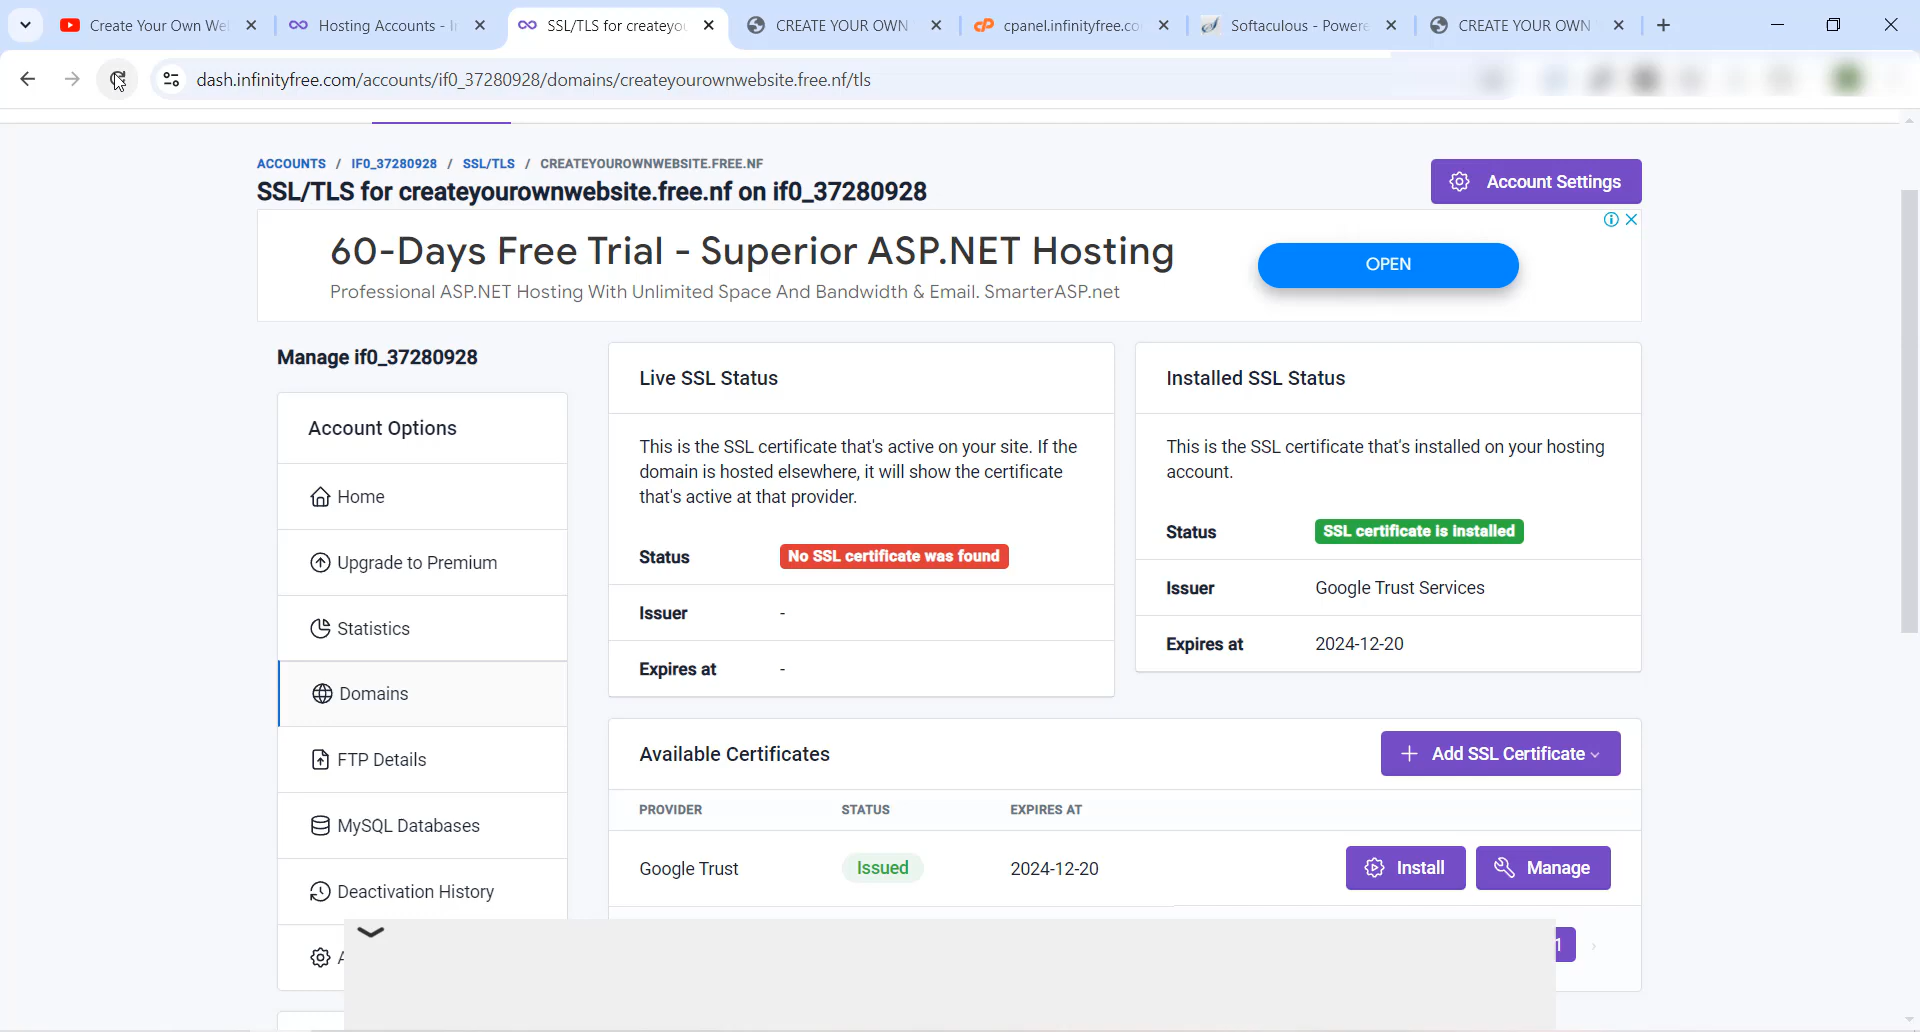 Create Your Own We
Hosting Accounts - I
SSL/TLS for createyo
CREATE YOUR OWN
cpanel.infinityfree.co
Softaculous - Powere
CREATE YOUR OWN
dash.infinityfree.com/accounts/if0_37280928/domains/createyourownwebsite.free.nf/tls
ACCOUNTS / IF0_37280928 / SSL/TLS / CREATEYOUROWNWEBSITE.FREE.NF
SSL/TLS for createyourownwebsite.free.nf on if0_37280928
Account Settings
60-Days Free Trial - Superior ASP.NET Hosting
Professional ASP.NET Hosting With Unlimited Space And Bandwidth & Email. SmarterASP.net
OPEN
Manage if0_37280928
Account Options
Home
Upgrade to Premium
Statistics
Domains
FTP Details
MySQL Databases
Deactivation History
A
Live SSL Status
This is the SSL certificate that's active on your site. If the
domain is hosted elsewhere, it will show the certificate
that's active at that provider.
Status No SSL certificate was found
Issuer -
Expires at -
Installed SSL Status
This is the SSL certificate that's installed on your hosting
account.
Status SSL certificate is installed
Issuer Google Trust Services
Expires at 2024-12-20
Available Certificates
+ Add SSL Certificate
PROVIDER STATUS EXPIRES AT
Google Trust Issued 2024-12-20 Install Manage
1 ›